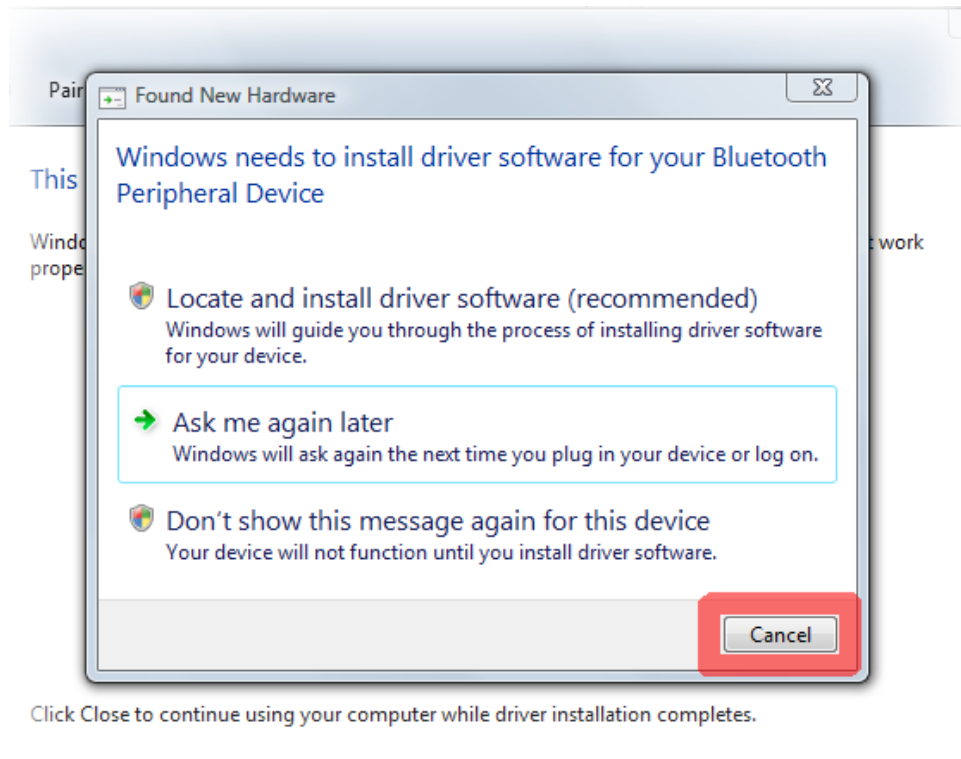 Pair
Found New Hardware
Windows needs to install driver software for your Bluetooth
Peripheral Device
This
Windo
t work
prope
Locate and install driver software (recommended)
Windows will guide you through the process of installing driver software
for your device.
Ask me again later
Windows will ask again the next time you plug in your device or log on.
Don't show this message again for this device
Your device will not function until you install driver software.
Cancel
Click Close to continue using your computer while driver installation completes.